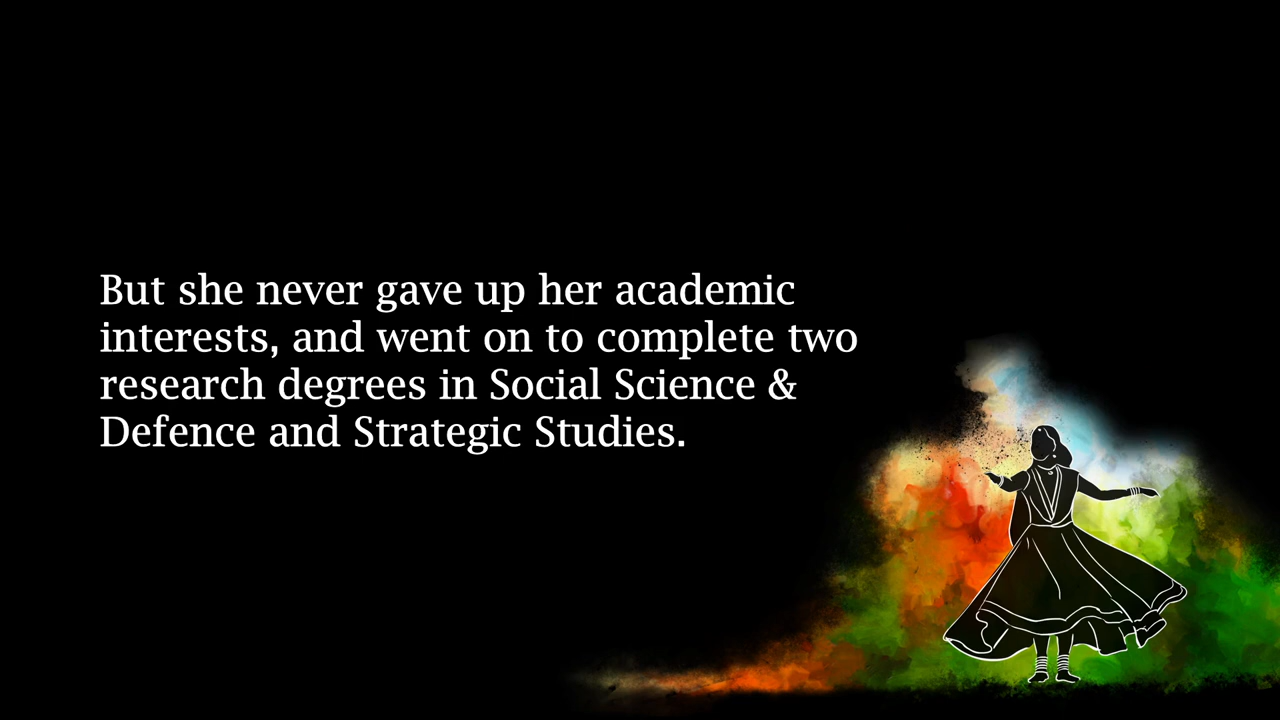 But she never gave up her academic
interests, and went on to complete two
research degrees in Social Science &
Defence and Strategic Studies.